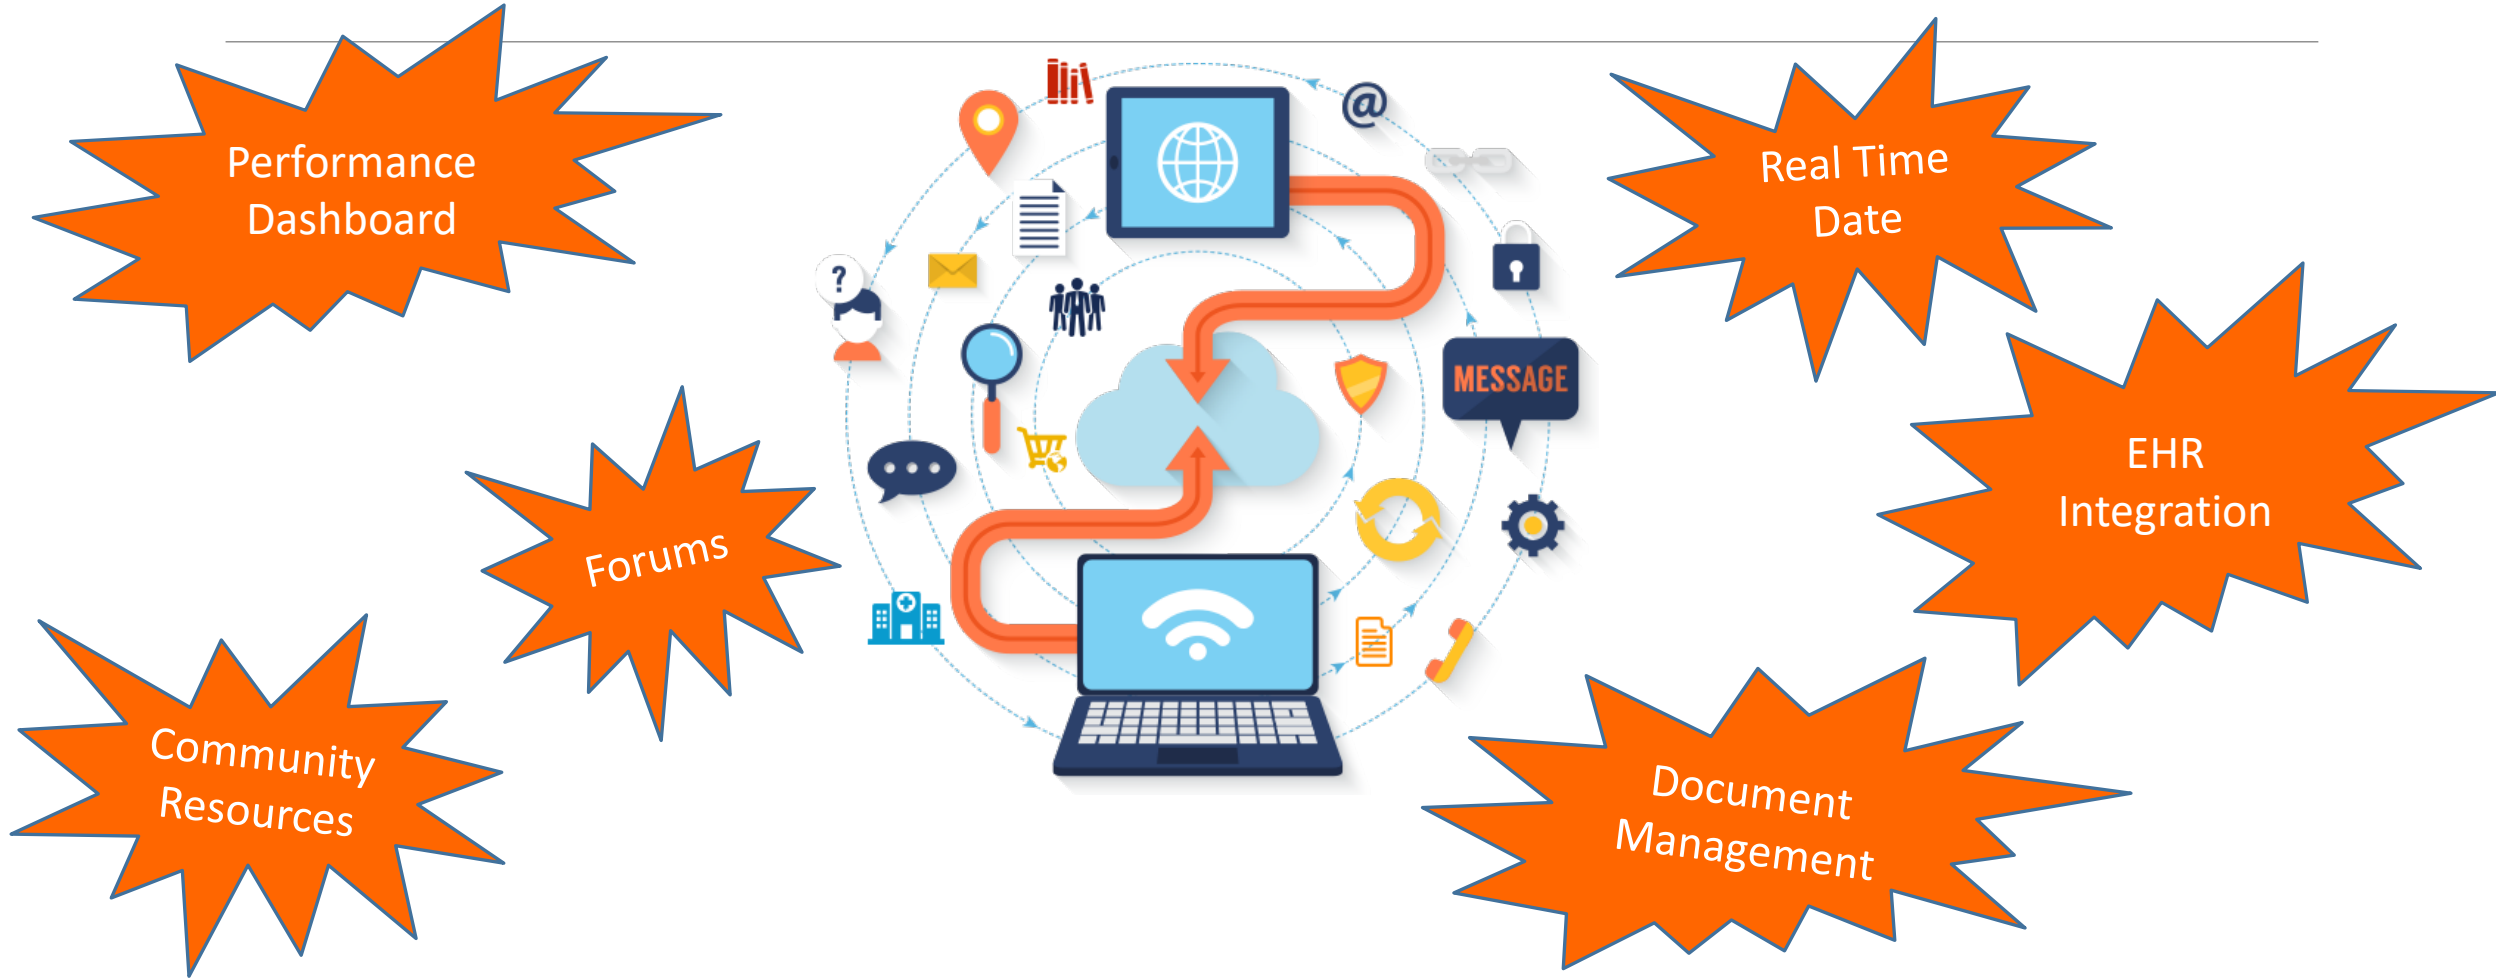 Performance
Dashboard
Real Time
Date
@
?
MESSAGE
EHR
Integration
Forums
Community
Resources
Document
Management